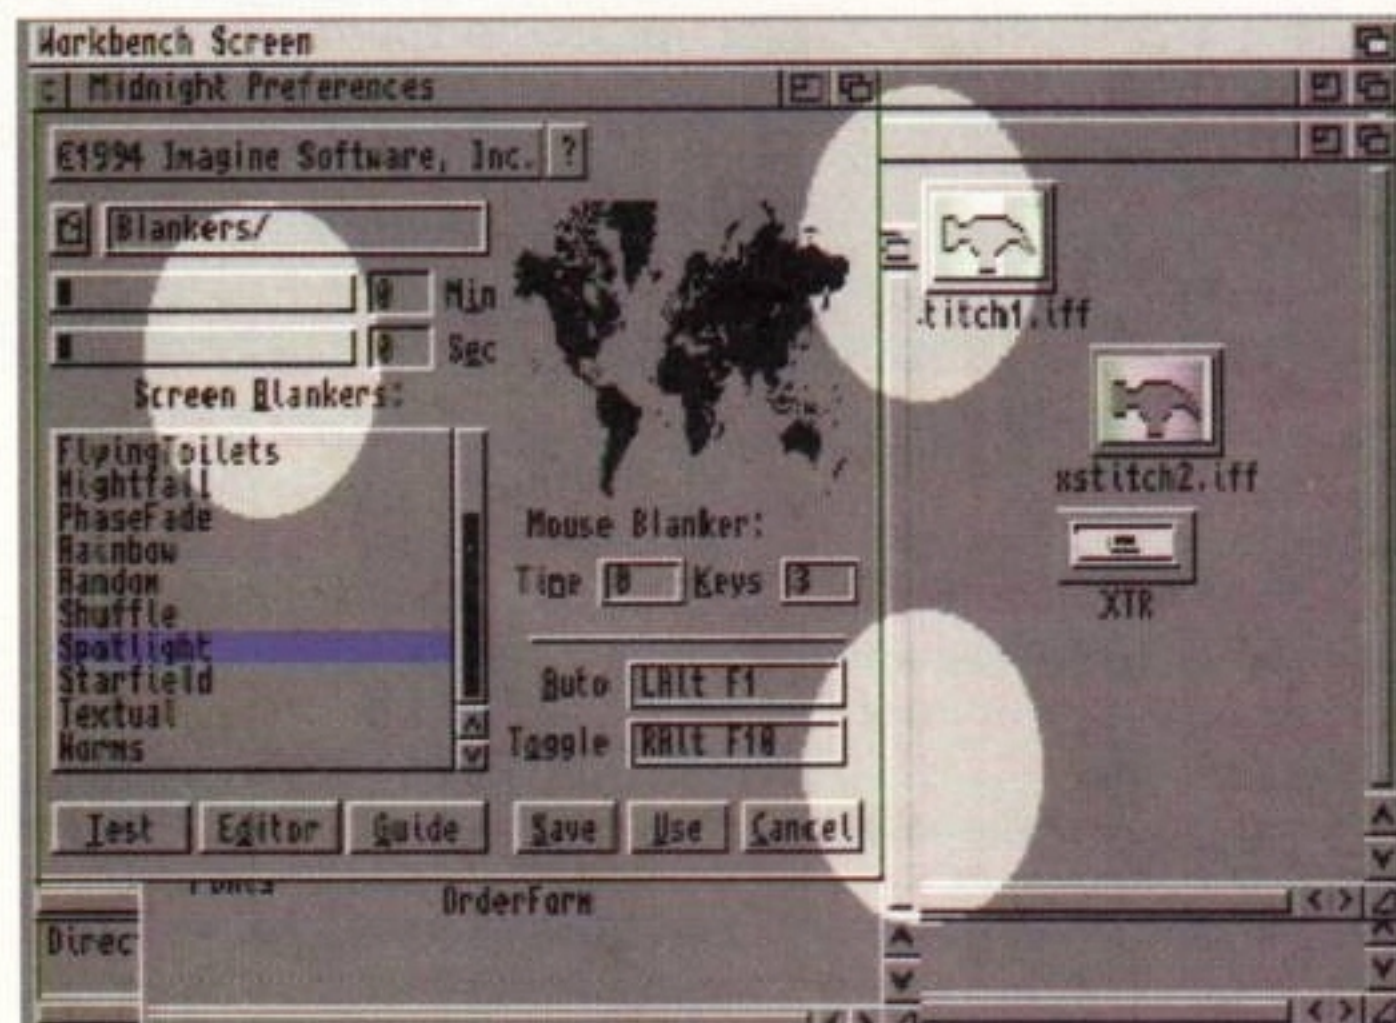 Workbench Screen
Midnight Preferences
©1994 Imagine Software, Inc. ?
Blankers/
0 Min
0 Sec
Screen Blankers:
FlyingToilets
Nightfall
PhaseFade
Rainbow
Random
Shuffle
Spotlight
Starfield
Textual
Worms
Mouse Blanker:
Time 0 Keys 3
Auto LAlt F1
Toggle RAlt F10
Test Editor Guide Save Use Cancel
titch1.iff
xstitch2.iff
XTR
Fonts
OrderForm
Direc